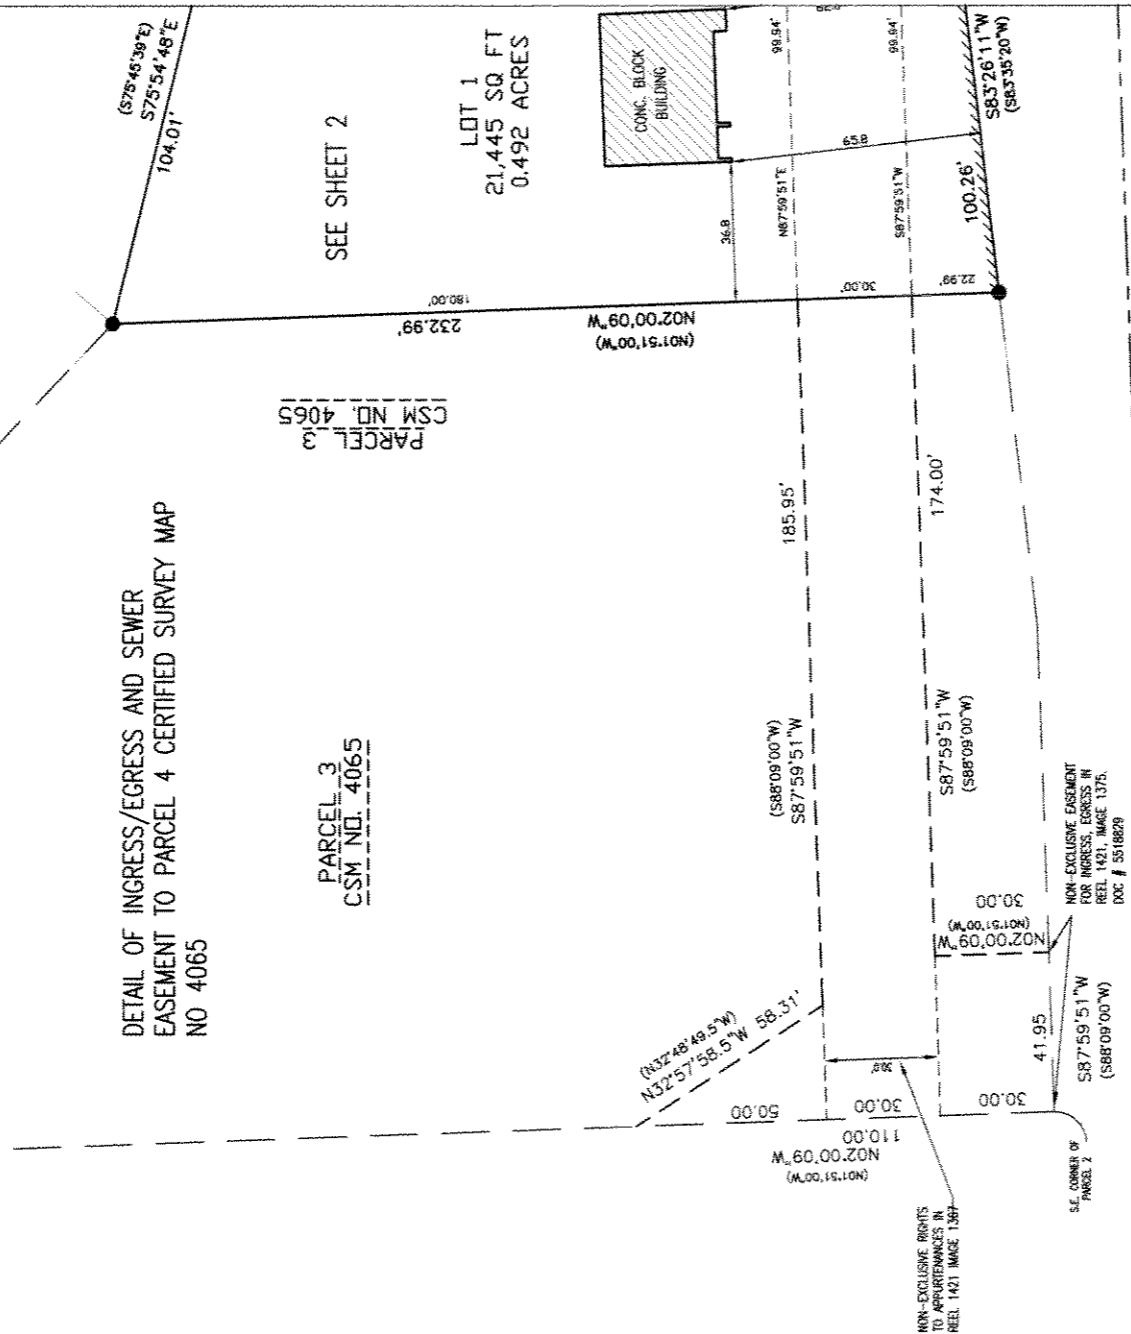 DETAIL OF INGRESS/EGRESS AND SEWER
EASEMENT TO PARCEL 4 CERTIFIED SURVEY MAP
NO 4065
(S75°45'39"E)
S75°54'48"E
104.01'
SEE SHEET 2
LOT 1
21,445 SQ FT
0.492 ACRES
CONC. BLOCK
BUILDING
99.94'
99.94'
S83°26'11"W
(S83°35'20"W)
100.26'
65.8
36.8
N87°59'51"E
S87°59'51"W
180.00'
232.99'
N02°00'09"W
(N01°51'00"W)
30.00'
22.99'
PARCEL 3
CSM NO. 4065
PARCEL 3
CSM NO. 4065
185.95'
174.00'
(S88°09'00"W)
S87°59'51"W
S87°59'51"W
(S88°09'00"W)
(N32°48'49.5"W)
N32°57'58.5"W 58.31'
50.00
30.00
30.00
110.00
N02°00'09"W
(N01°51'00"W)
30.00
(N01°51'00"W)
N02°00'09"W
41.95
S87°59'51"W
(S88°09'00"W)
NON-EXCLUSIVE EASEMENT
FOR INGRESS, EGRESS IN
REEL 1421, IMAGE 1375.
DOC # 5518829
S.E. CORNER OF
PARCEL 2
NON-EXCLUSIVE RIGHTS
TO APPURTENANCES IN
REEL 1421 IMAGE